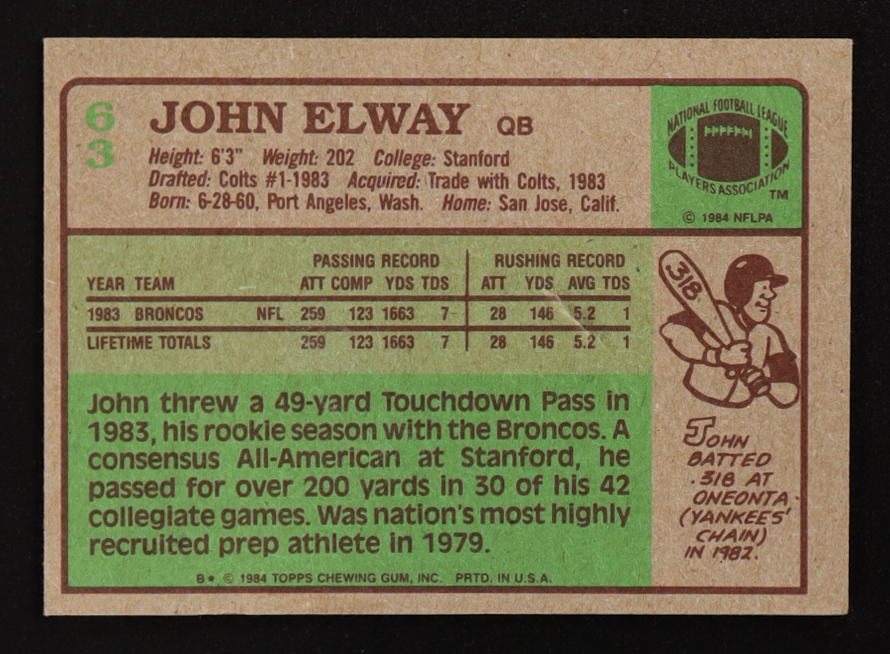 63
JOHN ELWAY QB
Height: 6'3" Weight: 202 College: Stanford
Drafted: Colts #1-1983 Acquired: Trade with Colts, 1983
Born: 6-28-60, Port Angeles, Wash. Home: San Jose, Calif.
NATIONAL FOOTBALL LEAGUE
PLAYERS ASSOCIATION
TM
© 1984 NFLPA
PASSING RECORD RUSHING RECORD
YEAR TEAM ATT COMP YDS TDS ATT YDS AVG TDS
1983 BRONCOS NFL 259 123 1663 7 28 146 5.2 1
LIFETIME TOTALS 259 123 1663 7 28 146 5.2 1
John threw a 49-yard Touchdown Pass in
1983, his rookie season with the Broncos. A
consensus All-American at Stanford, he
passed for over 200 yards in 30 of his 42
collegiate games. Was nation's most highly
recruited prep athlete in 1979.
B* © 1984 TOPPS CHEWING GUM, INC. PRTD. IN U.S.A.
318
JOHN
BATTED
.318 AT
ONEONTA
(YANKEES'
CHAIN)
IN 1982.